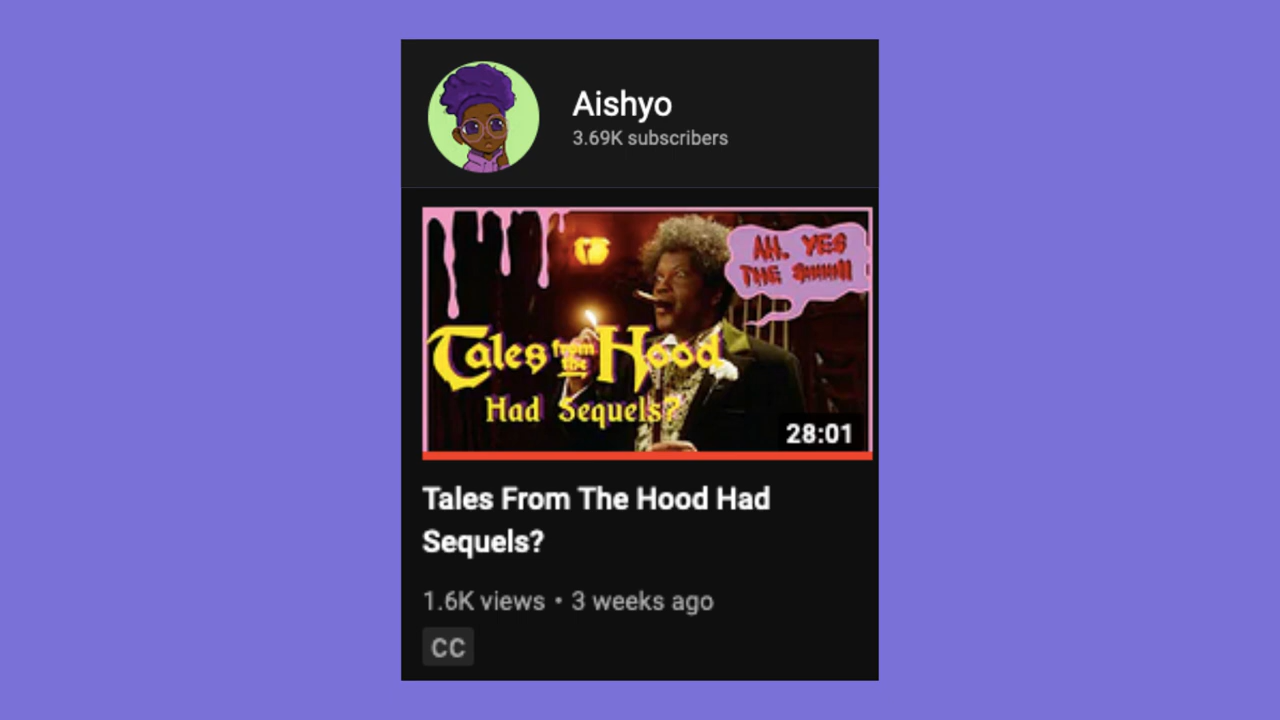 Aishyo
3.69K subscribers
AH, YES
THE
Tales from the Hood
Had Sequels?
28:01
Tales From The Hood Had
Sequels?
1.6K views • 3 weeks ago
CC